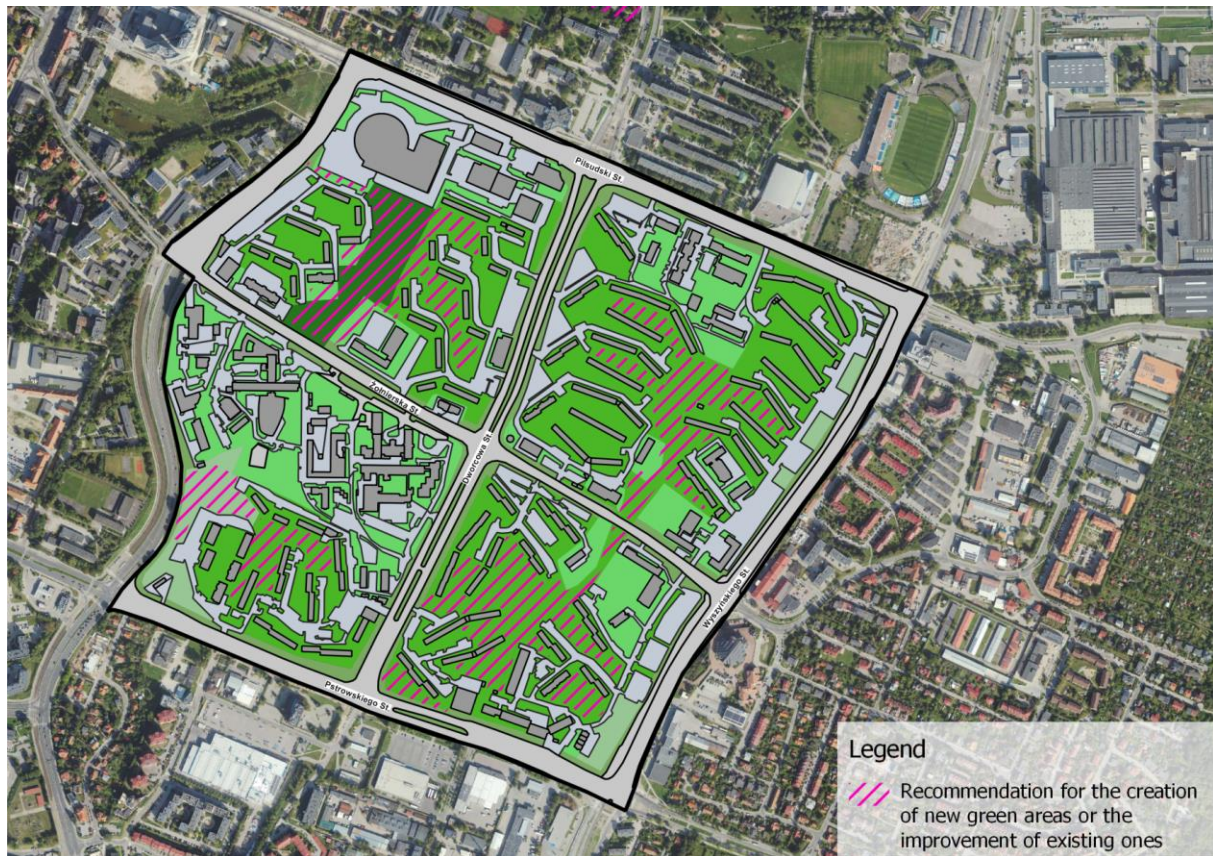 Piłsudski St.
Żołnierska St.
Dworcowa St.
Wyszyńskiego St.
Pstrowskiego St.
Legend
Recommendation for the creation
of new green areas or the
improvement of existing ones